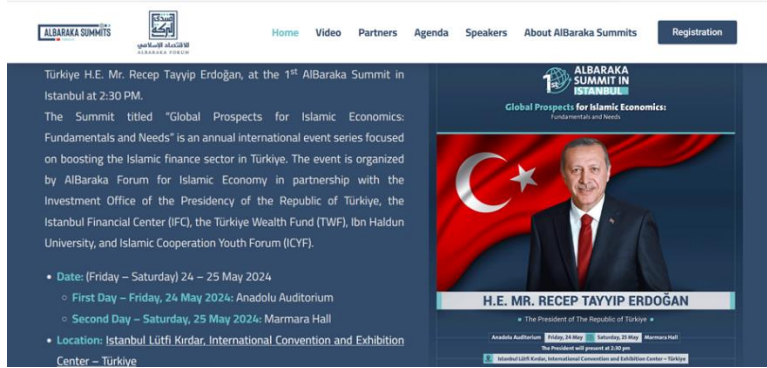 ALBARAKA SUMMITS
الاقتصاد الإسلامي
ALBARAKA FORUM
Home Video Partners Agenda Speakers About AlBaraka Summits Registration
Türkiye H.E. Mr. Recep Tayyip Erdoğan, at the 1st AlBaraka Summit in
Istanbul at 2:30 PM.
The Summit titled "Global Prospects for Islamic Economics:
Fundamentals and Needs" is an annual international event series focused
on boosting the Islamic finance sector in Türkiye. The event is organized
by AlBaraka Forum for Islamic Economy in partnership with the
Investment Office of the Presidency of the Republic of Türkiye, the
Istanbul Financial Center (IFC), the Türkiye Wealth Fund (TWF), Ibn Haldun
University, and Islamic Cooperation Youth Forum (ICYF).
• Date: (Friday – Saturday) 24 – 25 May 2024
○ First Day – Friday, 24 May 2024: Anadolu Auditorium
○ Second Day – Saturday, 25 May 2024: Marmara Hall
• Location: Istanbul Lütfi Kırdar, International Convention and Exhibition
Center – Türkiye
1st ALBARAKA
SUMMIT IN
ISTANBUL
Global Prospects for Islamic Economics:
Fundamentals and Needs
H.E. MR. RECEP TAYYIP ERDOĞAN
• The President of The Republic of Türkiye •
Anadolu Auditorium Friday, 24 May Saturday, 25 May Marmara Hall
The President will present at 2:30 pm
Istanbul Lütfi Kırdar, International Convention and Exhibition Center – Türkiye